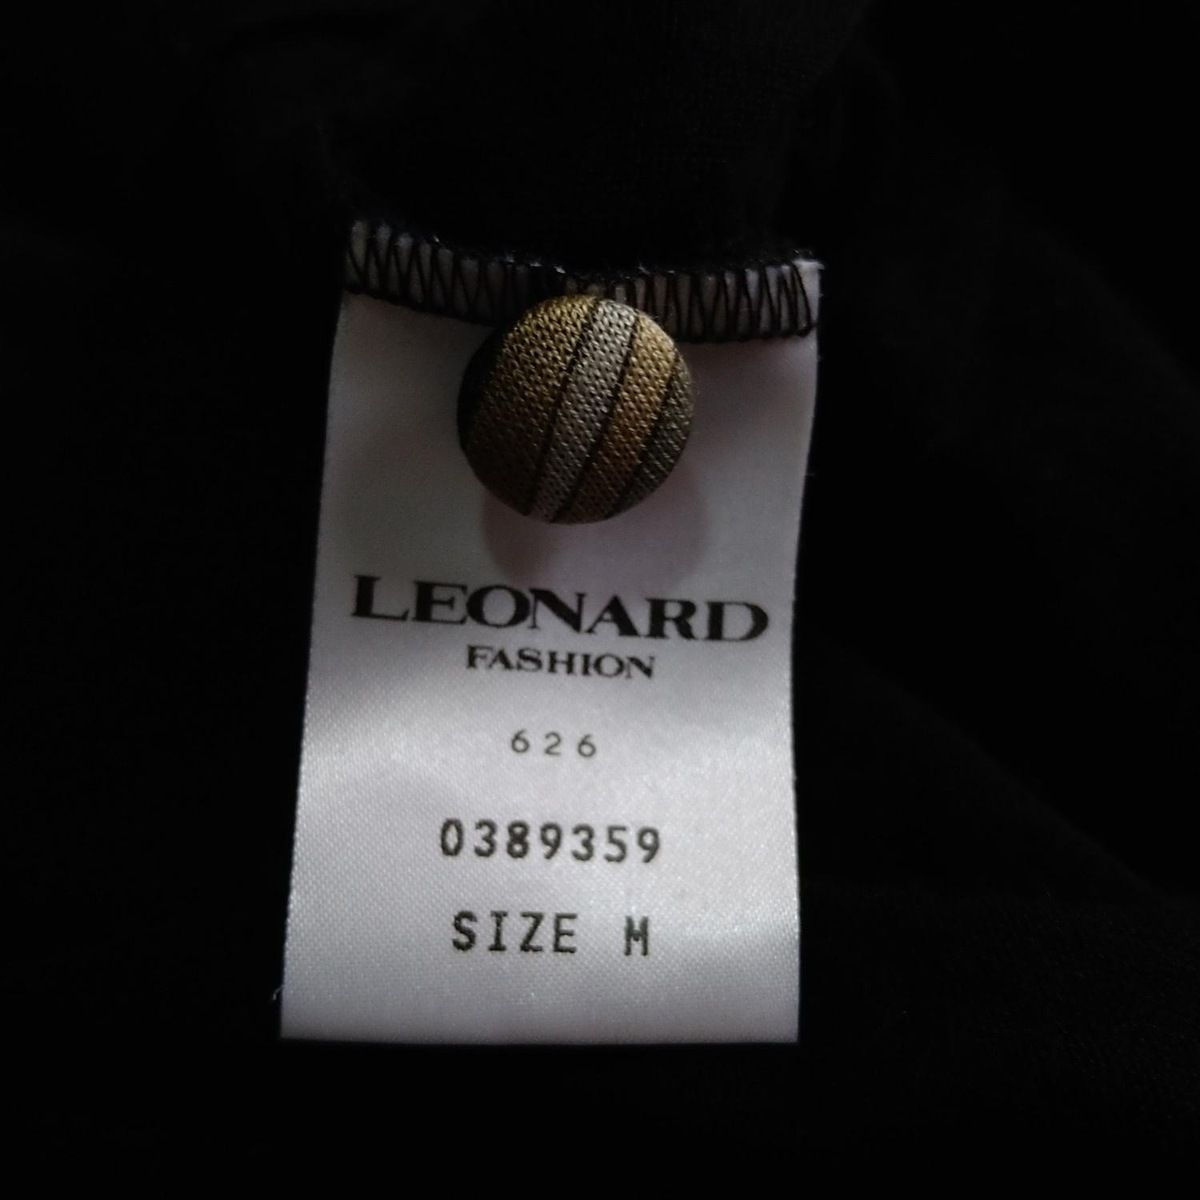 LEONARD
FASHION
626
0389359
SIZE M